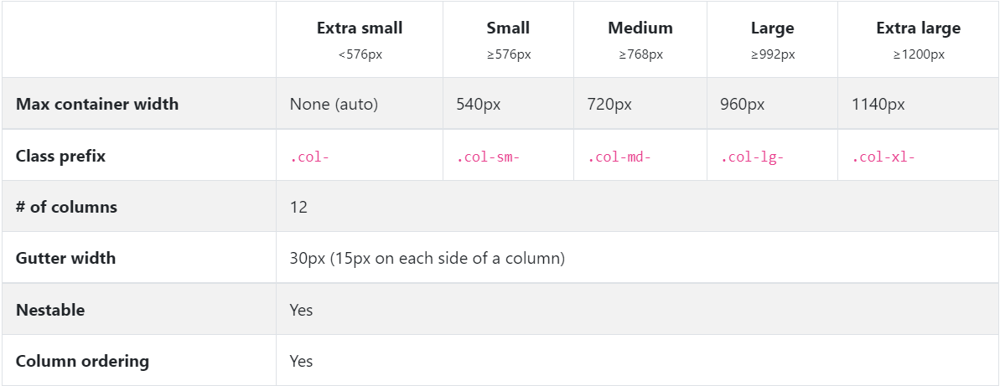 Extra small Small Medium Large Extra large
<576px ≥576px ≥768px ≥992px ≥1200px
Max container width None (auto) 540px 720px 960px 1140px
Class prefix .col- .col-sm- .col-md- .col-lg- .col-xl-
# of columns 12
Gutter width 30px (15px on each side of a column)
Nestable Yes
Column ordering Yes